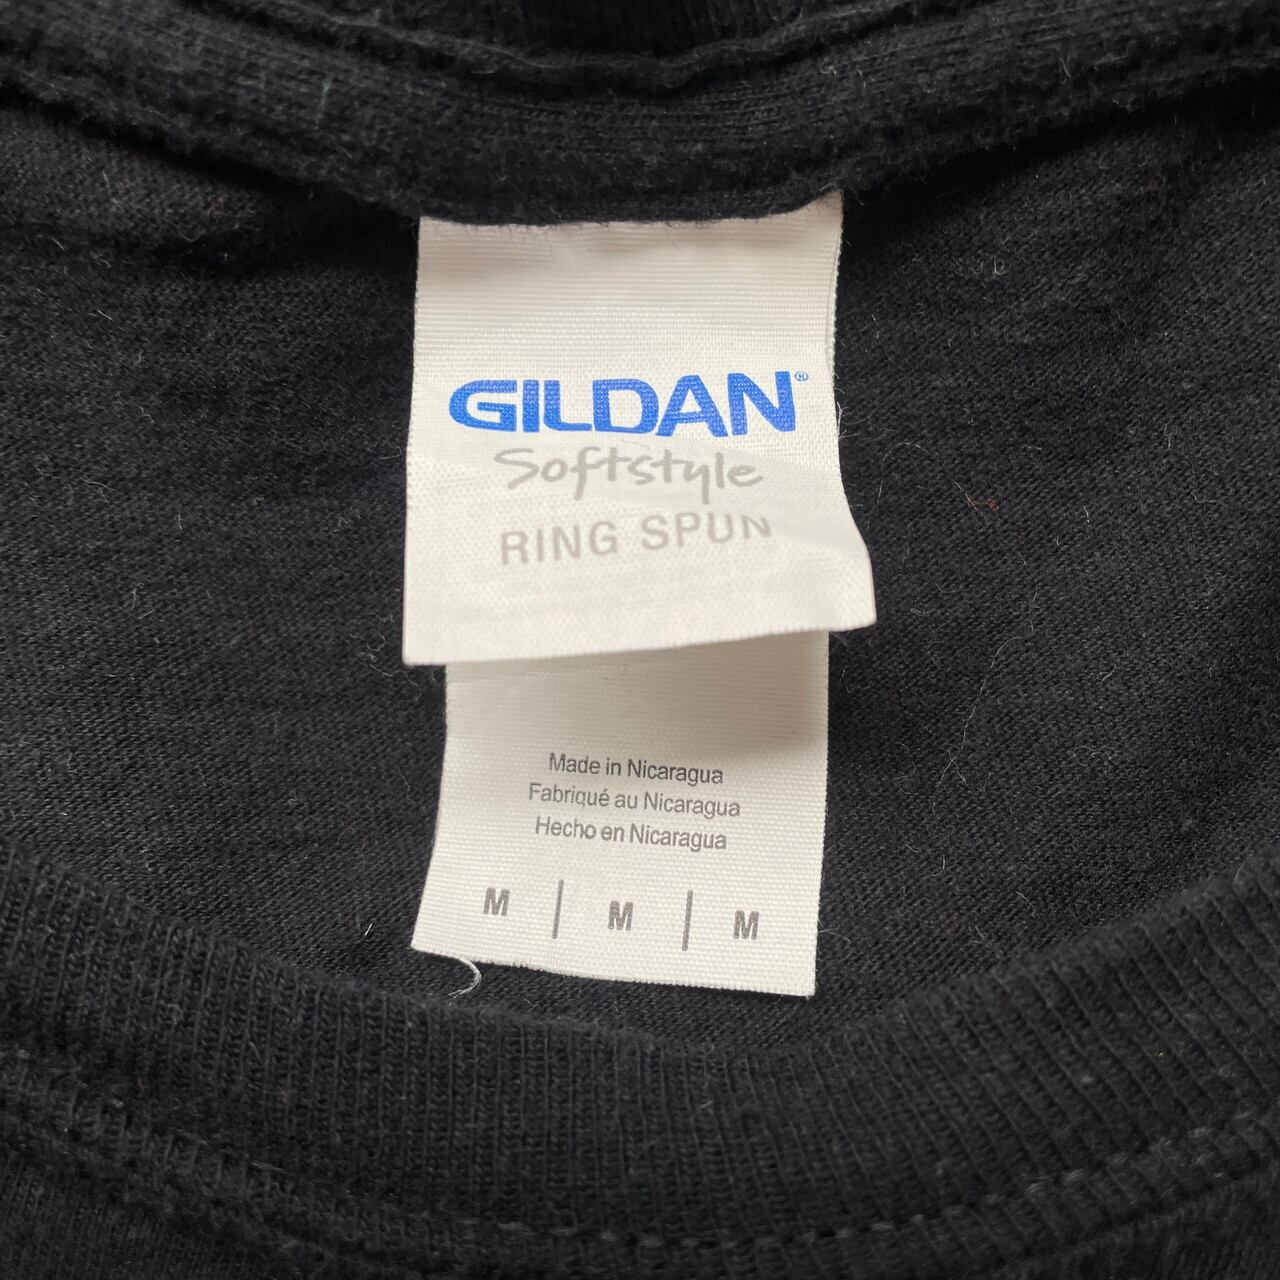 GILDAN®
Softstyle
RING SPUN
Made in Nicaragua
Fabriqué au Nicaragua
Hecho en Nicaragua
M | M | M